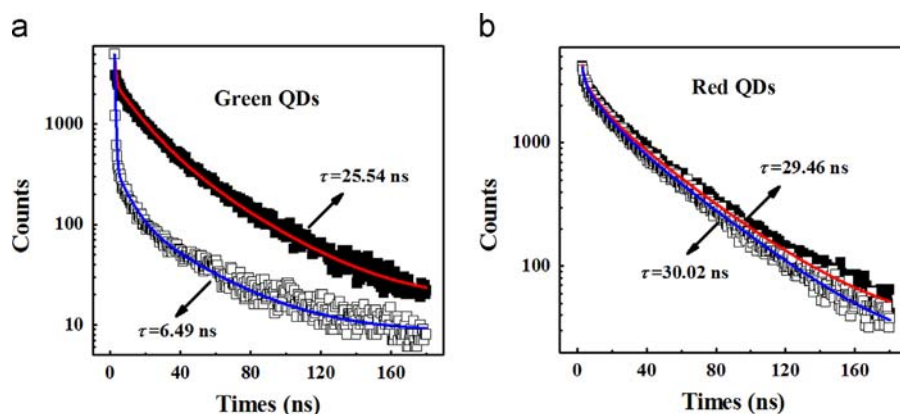 a
Green QDs
τ=25.54 ns
τ=6.49 ns
1000
100
10
Counts
0 40 80 120 160
Times (ns)
b
Red QDs
τ=29.46 ns
τ=30.02 ns
1000
100
Counts
0 40 80 120 160
Times (ns)